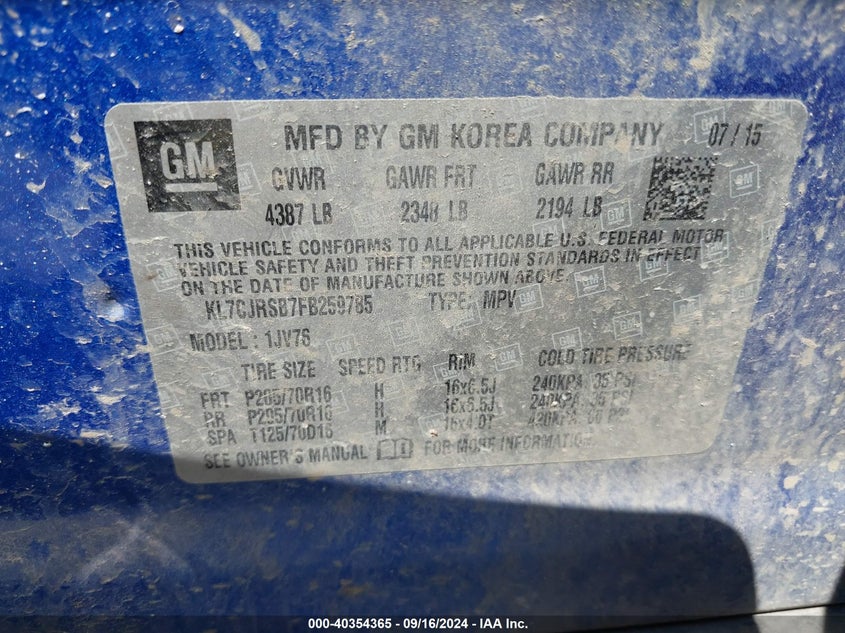 GM
MFD BY GM KOREA COMPANY 07/15
GVWR GAWR FRT GAWR RR
4387 LB 2348 LB 2194 LB
THIS VEHICLE CONFORMS TO ALL APPLICABLE U.S. FEDERAL MOTOR
VEHICLE SAFETY AND THEFT PREVENTION STANDARDS IN EFFECT
ON THE DATE OF MANUFACTURE SHOWN ABOVE.
KL7CJRSB7FB259785 TYPE: MPV
MODEL : 1JV76
TIRE SIZE SPEED RTG RIM COLD TIRE PRESSURE
FRT P205/70R16 H 16x6.5J 240KPA 35 PSI
RR P205/70R16 H 16x6.5J 240KPA 35 PSI
SPA T125/70D16 M 16x4.0T 420KPA 60 PSI
SEE OWNER'S MANUAL FOR MORE INFORMATION
000-40354365 - 09/16/2024 - IAA Inc.